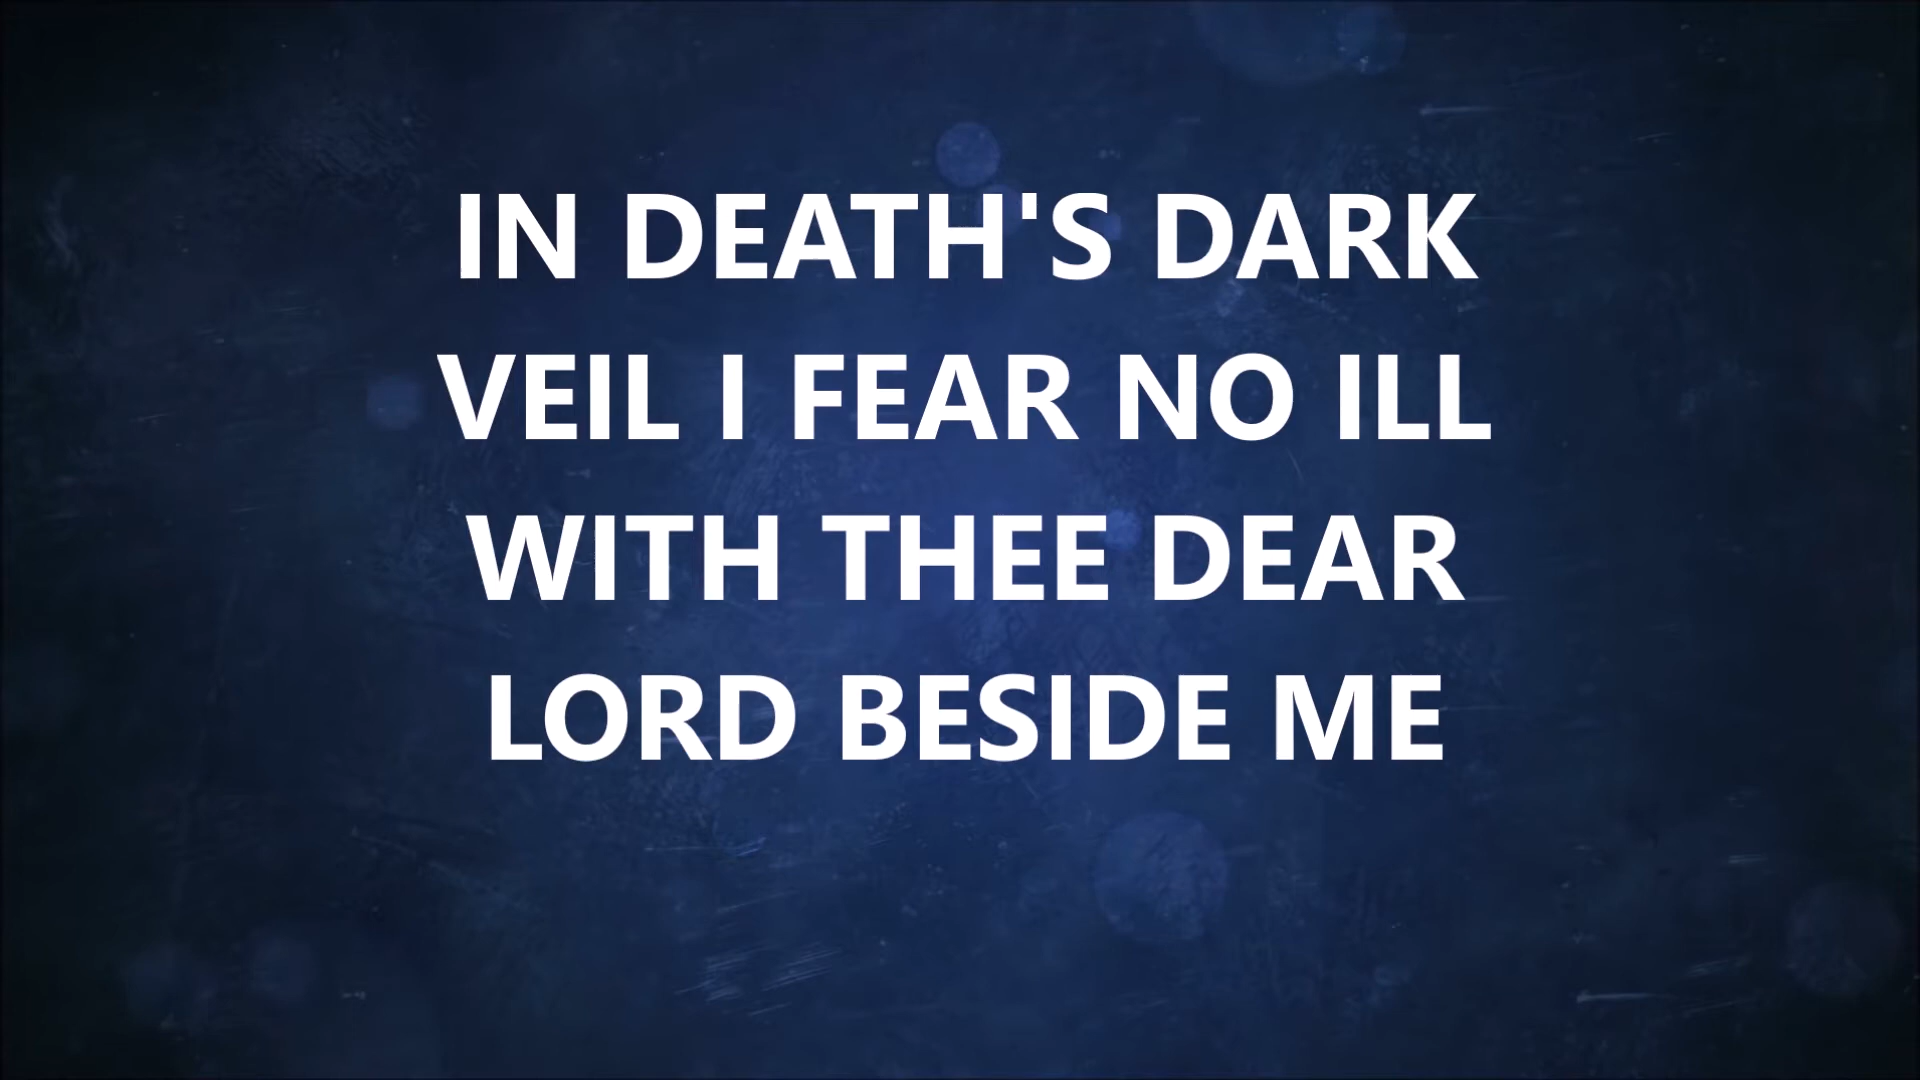 IN DEATH'S DARK
VEIL I FEAR NO ILL
WITH THEE DEAR
LORD BESIDE ME